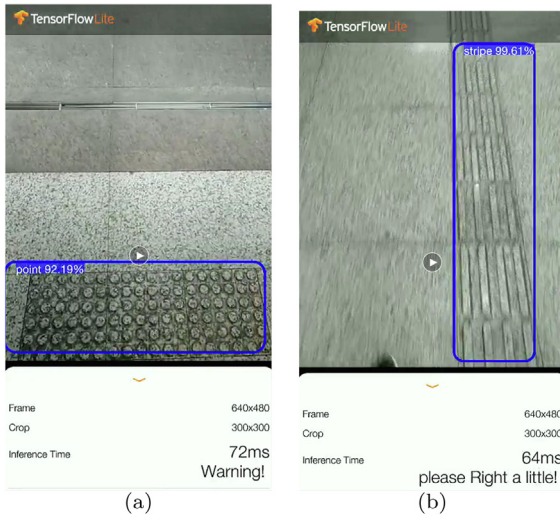 TensorFlow Lite
point 92.19%
Frame 640x480
Crop 300x300
Inference Time 72ms
Warning!
(a)
TensorFlow Lite
stripe 99.61%
Frame 640x480
Crop 300x300
Inference Time 64ms
please Right a little!
(b)